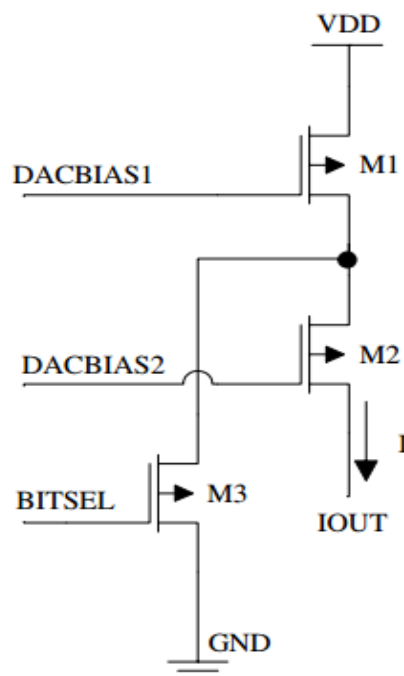 VDD
DACBIAS1
M1
DACBIAS2
M2
I
BITSEL
M3
IOUT
GND